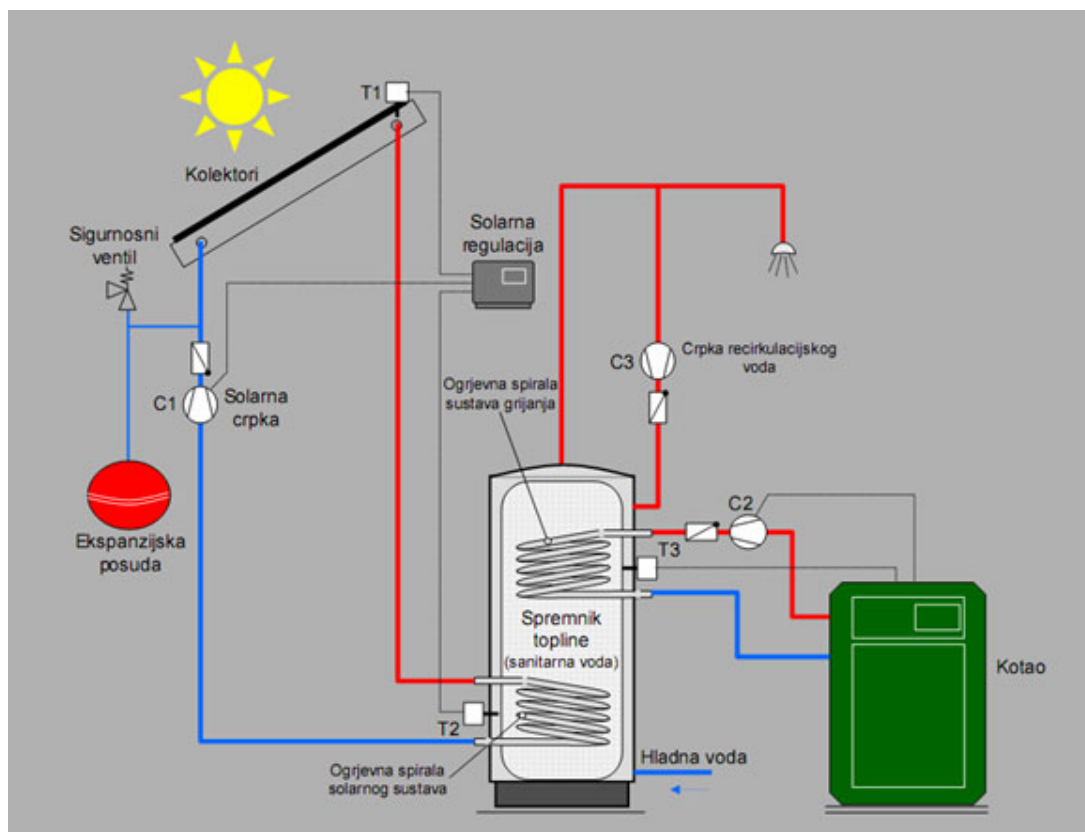 T1
Kolektori
Sigurnosni
ventil
Solarna
regulacija
C1
Solarna
crpka
C3
Crpka recirkulacijskog
voda
Ogrjevna spirala
sustava grijanja
Ekspanzijska
posuda
C2
T3
Spremnik
topline
(sanitarna voda)
Kotao
T2
Ogrjevna spirala
solarnog sustava
Hladna voda